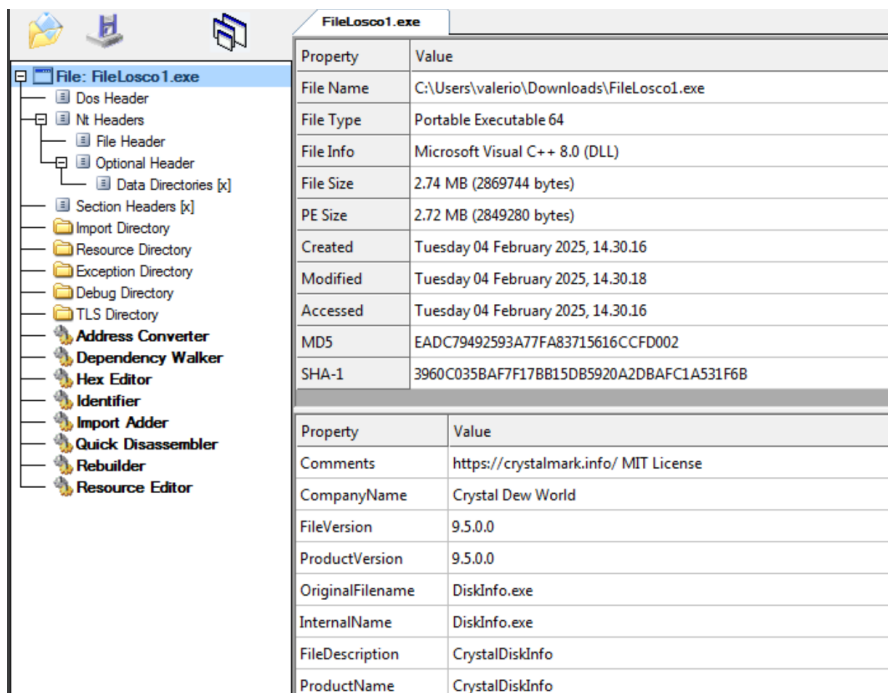 FileLosco1.exe
File: FileLosco1.exe
Dos Header
Nt Headers
File Header
Optional Header
Data Directories [x]
Section Headers [x]
Import Directory
Resource Directory
Exception Directory
Debug Directory
TLS Directory
Address Converter
Dependency Walker
Hex Editor
Identifier
Import Adder
Quick Disassembler
Rebuilder
Resource Editor
Property Value
File Name C:\Users\valerio\Downloads\FileLosco1.exe
File Type Portable Executable 64
File Info Microsoft Visual C++ 8.0 (DLL)
File Size 2.74 MB (2869744 bytes)
PE Size 2.72 MB (2849280 bytes)
Created Tuesday 04 February 2025, 14.30.16
Modified Tuesday 04 February 2025, 14.30.18
Accessed Tuesday 04 February 2025, 14.30.16
MD5 EADC79492593A77FA83715616CCFD002
SHA-1 3960C035BAF7F17BB15DB5920A2DBAFC1A531F6B
Property Value
Comments https://crystalmark.info/ MIT License
CompanyName Crystal Dew World
FileVersion 9.5.0.0
ProductVersion 9.5.0.0
OriginalFilename DiskInfo.exe
InternalName DiskInfo.exe
FileDescription CrystalDiskInfo
ProductName CrystalDiskInfo